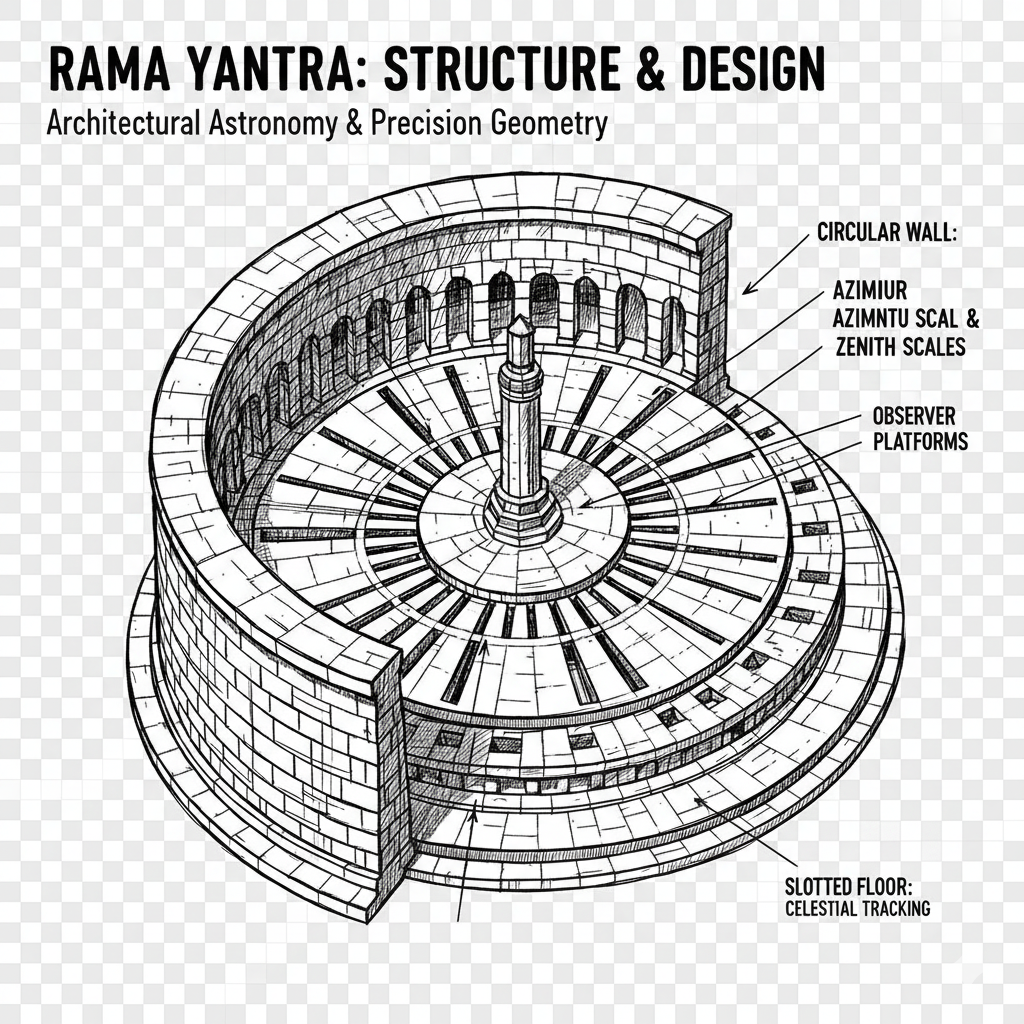 RAMA YANTRA: STRUCTURE & DESIGN
Architectural Astronomy & Precision Geometry
CIRCULAR WALL:
AZIMIUR
AZIMNTU SCAL &
ZENITH SCALES
OBSERVER
PLATFORMS
SLOTTED FLOOR:
CELESTIAL TRACKING